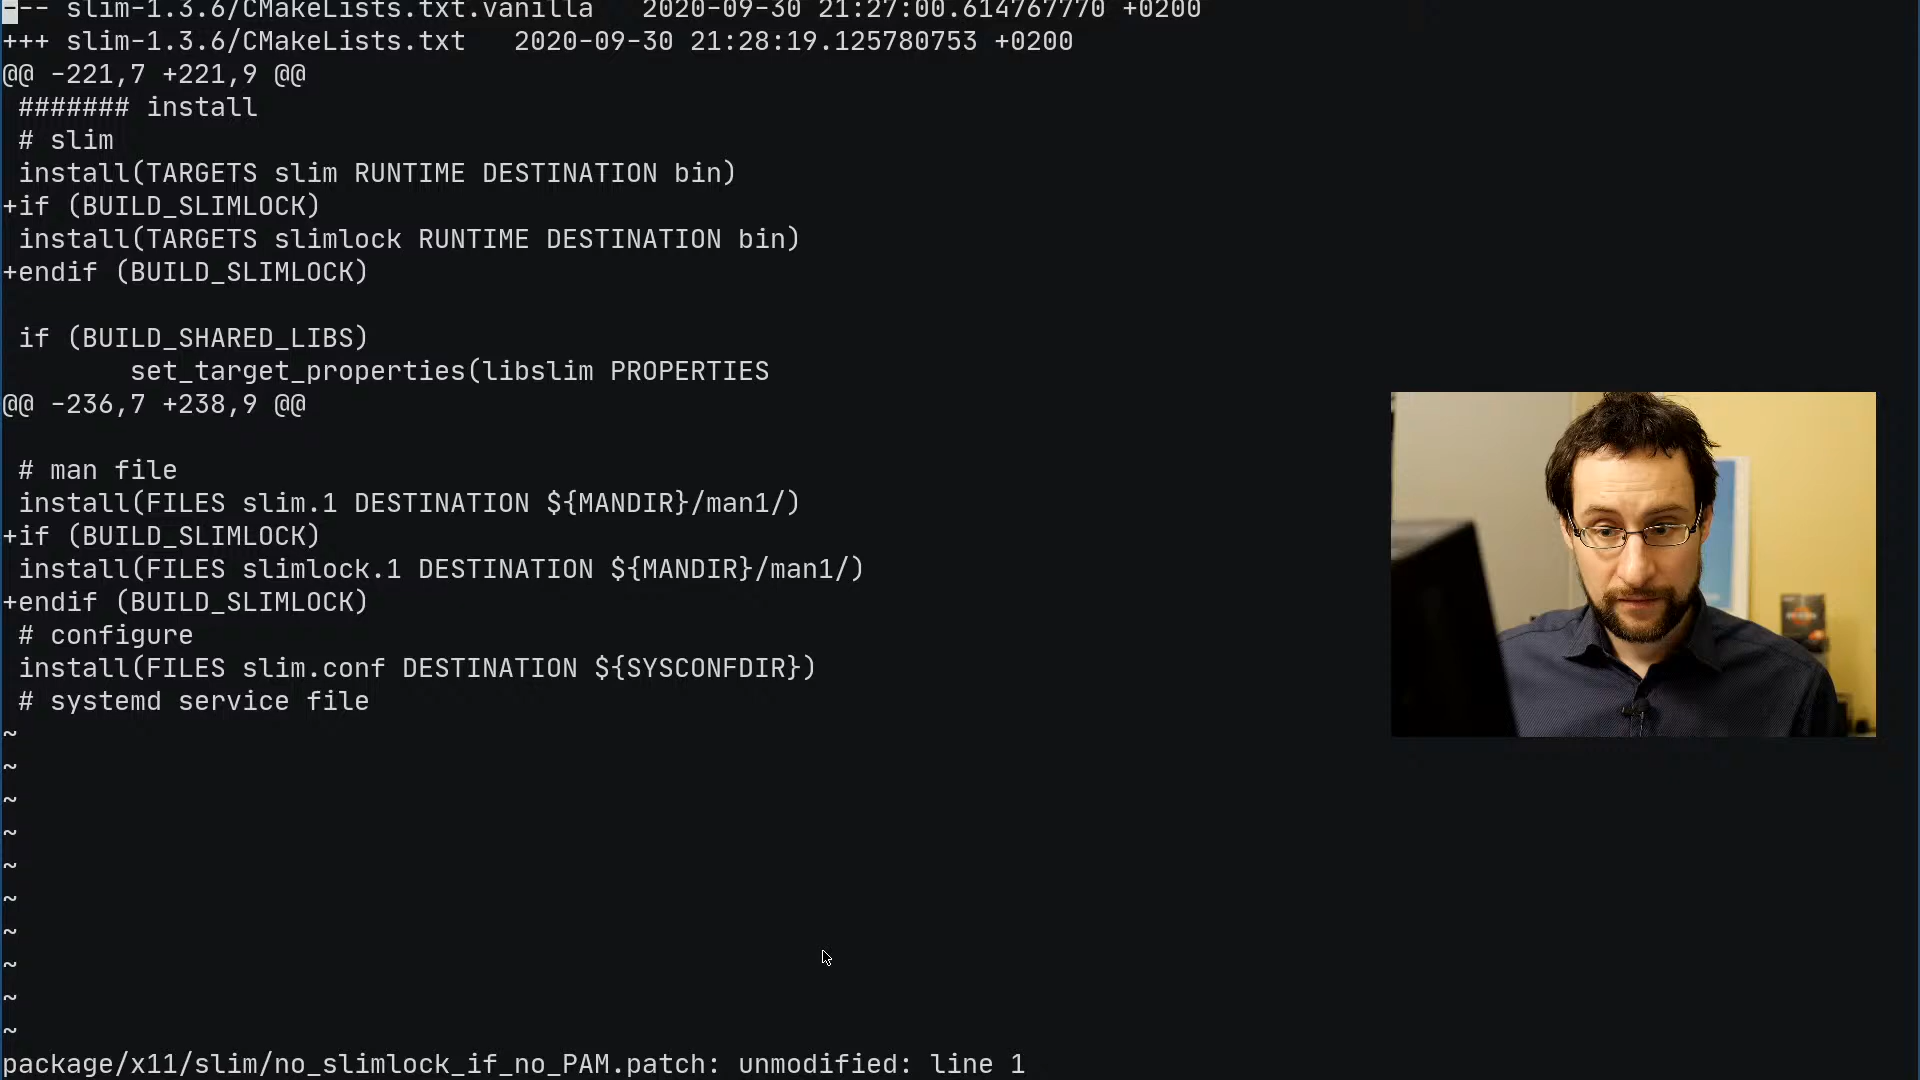 --- slim-1.3.6/CMakeLists.txt.vanilla   2020-09-30 21:27:00.614767770 +0200
+++ slim-1.3.6/CMakeLists.txt   2020-09-30 21:28:19.125780753 +0200
@@ -221,7 +221,9 @@
 ####### install
 # slim
 install(TARGETS slim RUNTIME DESTINATION bin)
+if (BUILD_SLIMLOCK)
 install(TARGETS slimlock RUNTIME DESTINATION bin)
+endif (BUILD_SLIMLOCK)
 if (BUILD_SHARED_LIBS)
        set_target_properties(libslim PROPERTIES
@@ -236,7 +238,9 @@
 # man file
 install(FILES slim.1 DESTINATION ${MANDIR}/man1/)
+if (BUILD_SLIMLOCK)
 install(FILES slimlock.1 DESTINATION ${MANDIR}/man1/)
+endif (BUILD_SLIMLOCK)
 # configure
 install(FILES slim.conf DESTINATION ${SYSCONFDIR})
 # systemd service file
~
~
~
~
~
~
~
~
~
~
package/x11/slim/no_slimlock_if_no_PAM.patch: unmodified: line 1